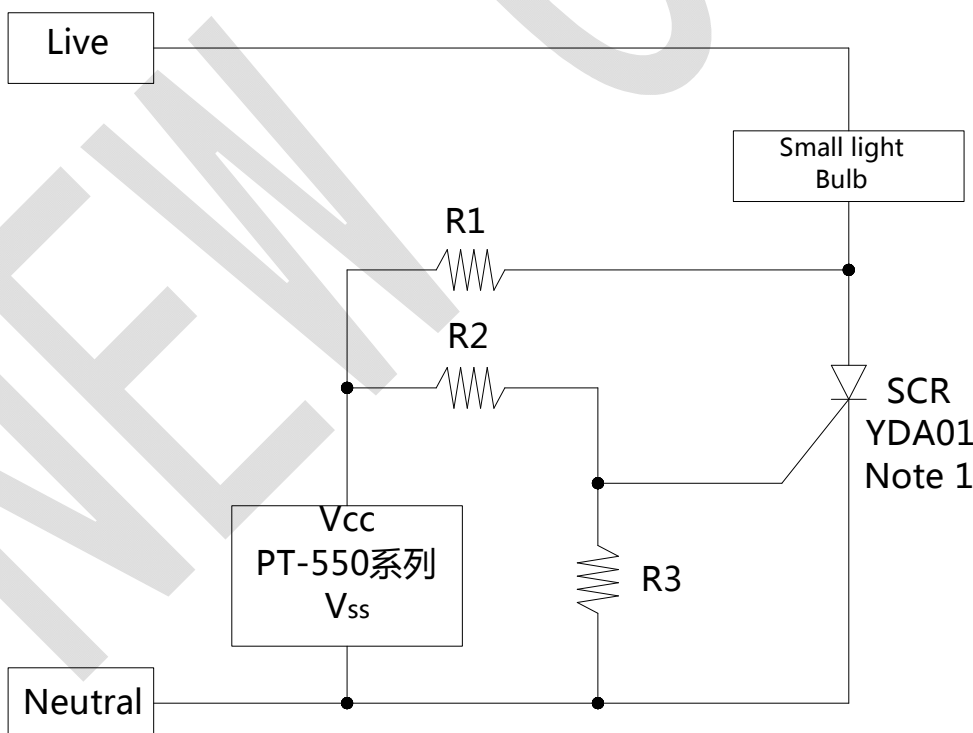 Live
Small light
Bulb
R1
R2
SCR
YDA01
Note 1
Vcc
PT-550系列
Vss
R3
Neutral